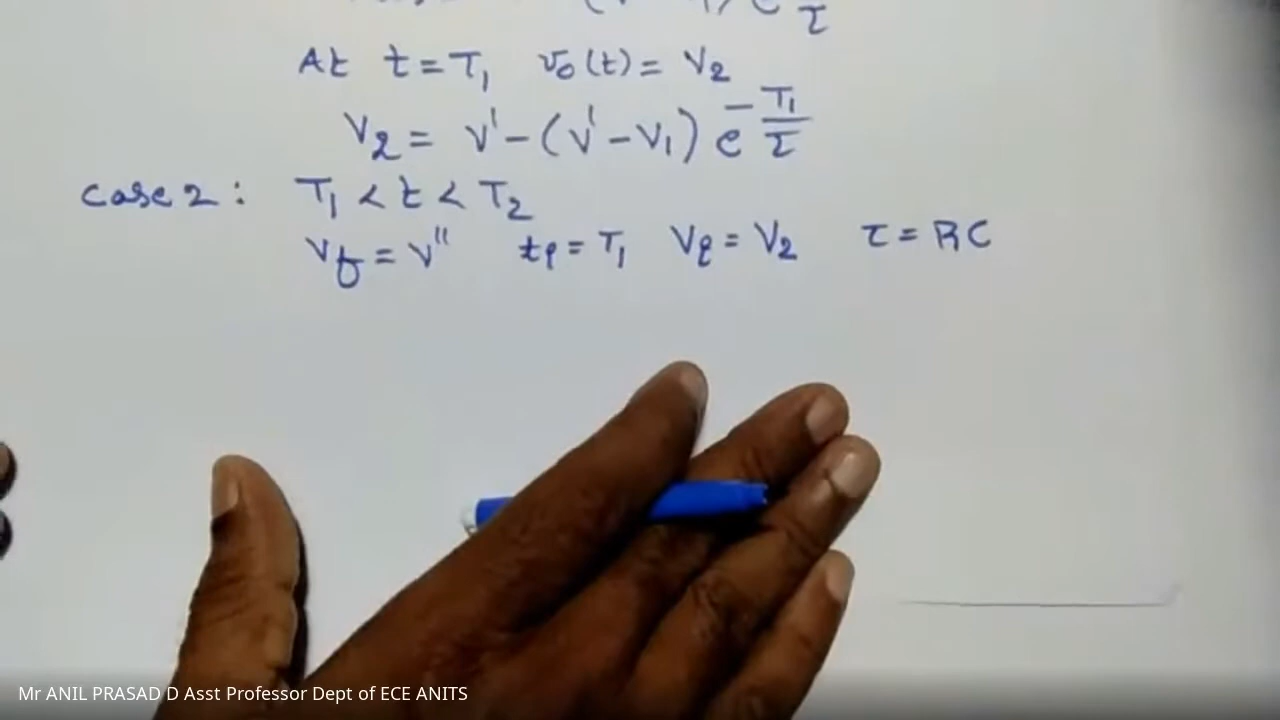 At t = T₁ v₀(t) = V₂
V₂ = V' - (V' - V₁) e^(-T₁/τ)
case 2: T₁ < t < T₂
V_f = V'' t_i = T₁ V_i = V₂ τ = RC
Mr ANIL PRASAD D Asst Professor Dept of ECE ANITS